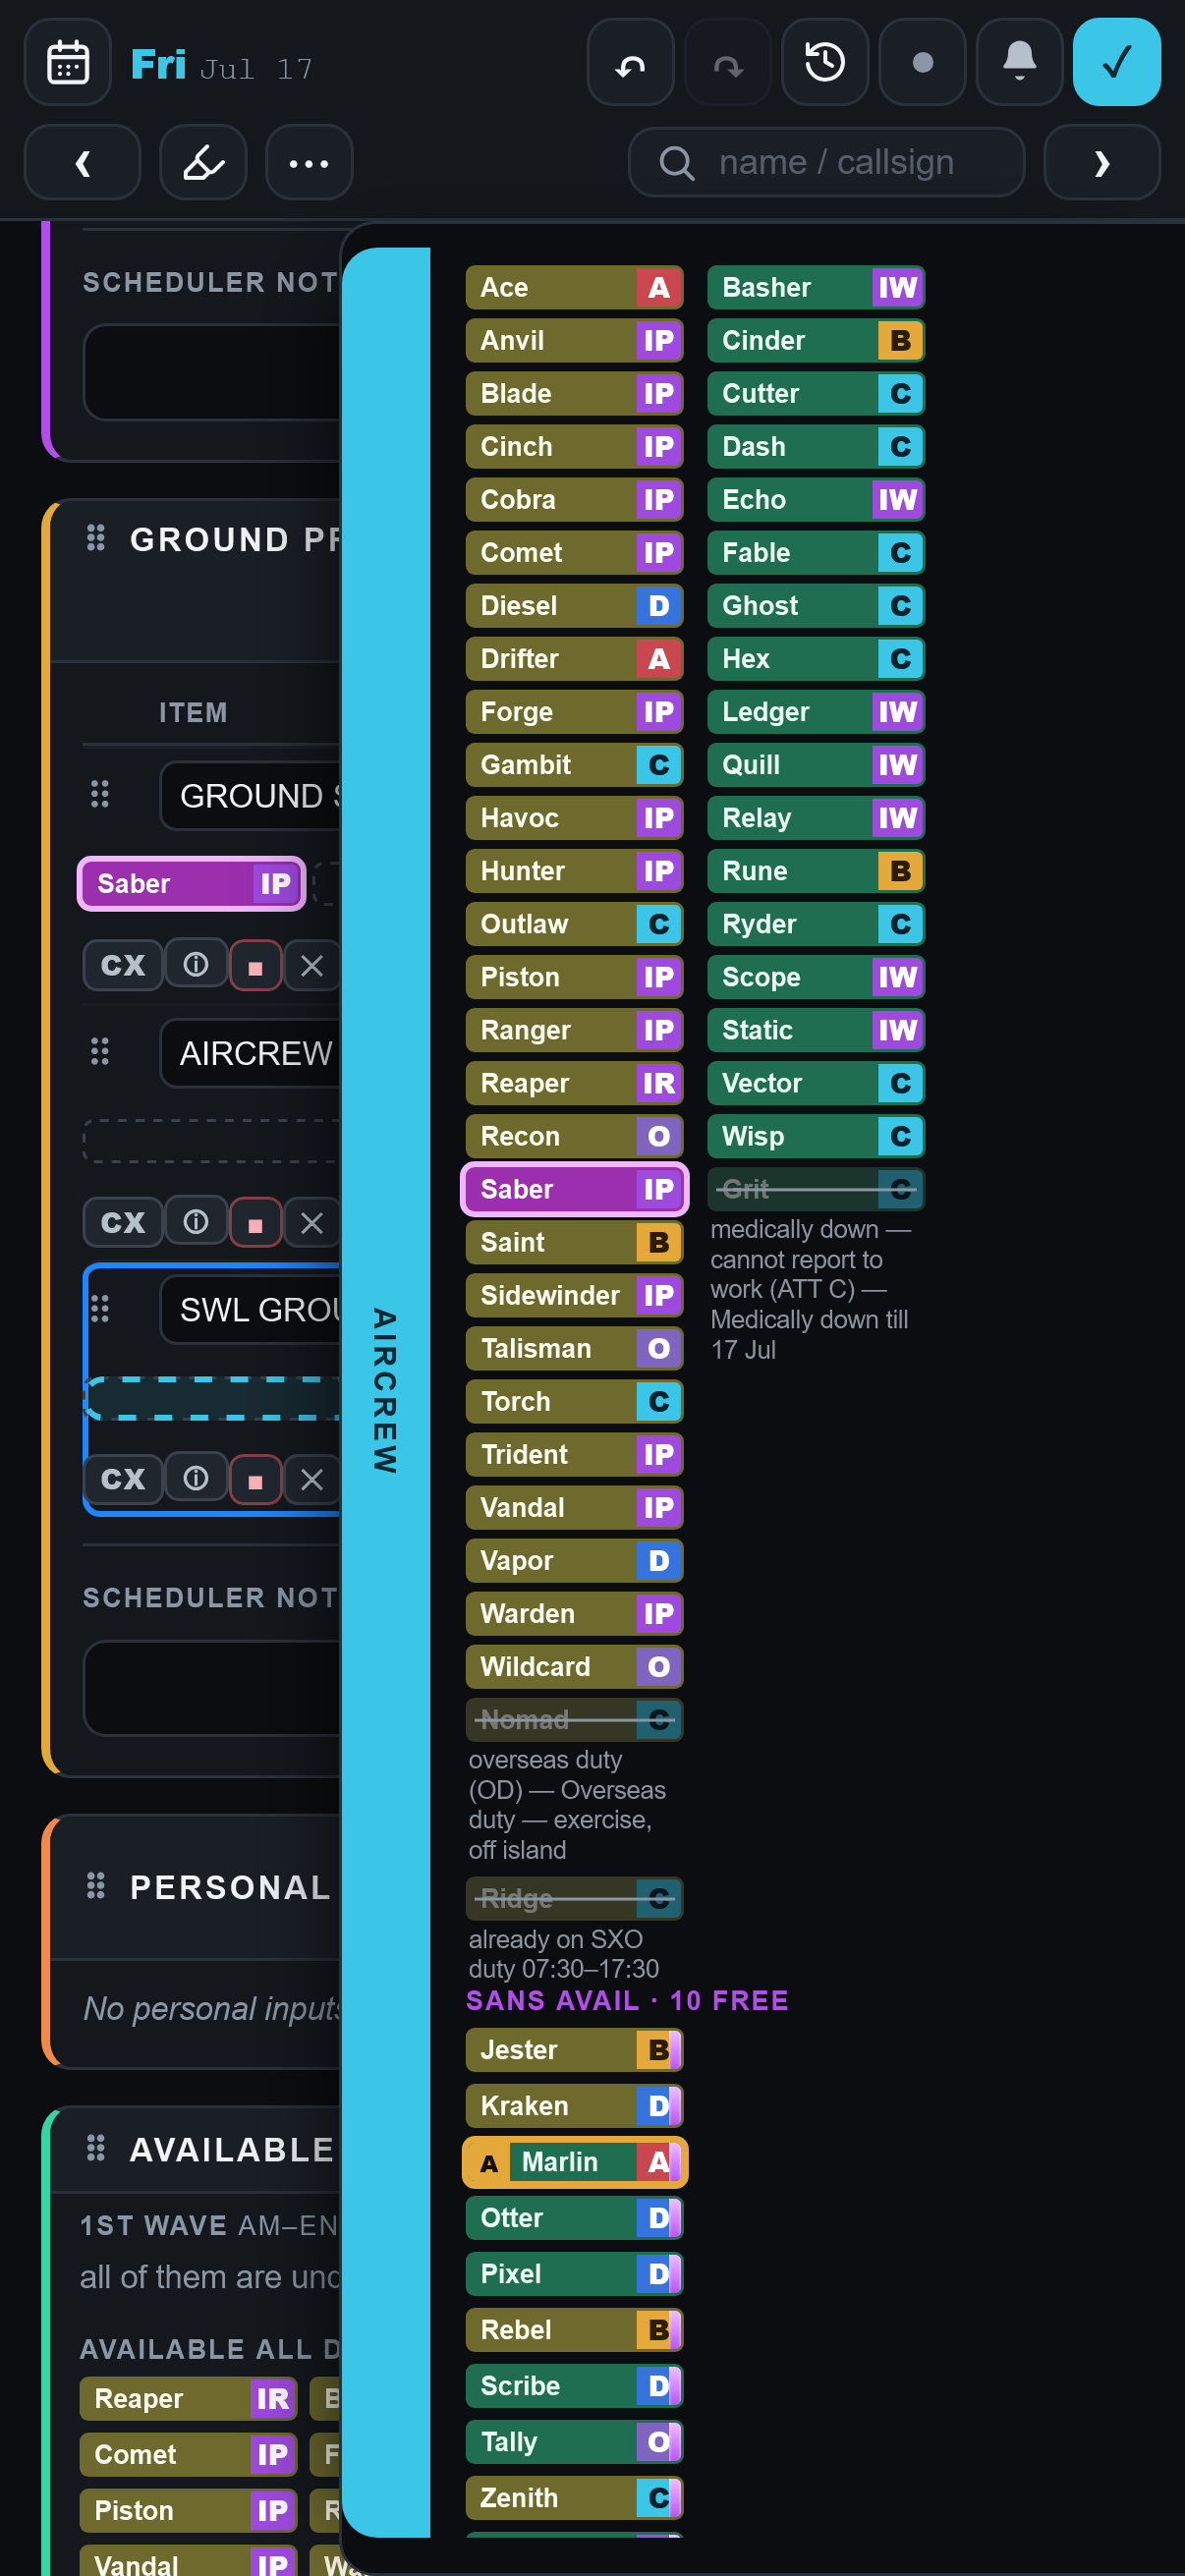 Fri Jul 17
name / callsign
SCHEDULER NOT
GROUND PR
ITEM
GROUND S
Saber IP
CX
AIRCREW
CX
SWL GROU
CX
SCHEDULER NOT
PERSONAL
No personal inputs
AVAILABLE
1ST WAVE AM–EN
all of them are und
AVAILABLE ALL D
Reaper IR B
Comet IP F
Piston IP R
Vandal IP Wa
AIRCREW
Ace A
Anvil IP
Blade IP
Cinch IP
Cobra IP
Comet IP
Diesel D
Drifter A
Forge IP
Gambit C
Havoc IP
Hunter IP
Outlaw C
Piston IP
Ranger IP
Reaper IR
Recon O
Saber IP
Saint B
Sidewinder IP
Talisman O
Torch C
Trident IP
Vandal IP
Vapor D
Warden IP
Wildcard O
Nomad C
overseas duty
(OD) — Overseas
duty — exercise,
off island
Ridge C
already on SXO
duty 07:30–17:30
Basher IW
Cinder B
Cutter C
Dash C
Echo IW
Fable C
Ghost C
Hex C
Ledger IW
Quill IW
Relay IW
Rune B
Ryder C
Scope IW
Static IW
Vector C
Wisp C
Grit C
medically down —
cannot report to
work (ATT C) —
Medically down till
17 Jul
SANS AVAIL · 10 FREE
Jester B
Kraken D
A Marlin A
Otter D
Pixel D
Rebel B
Scribe D
Tally O
Zenith C